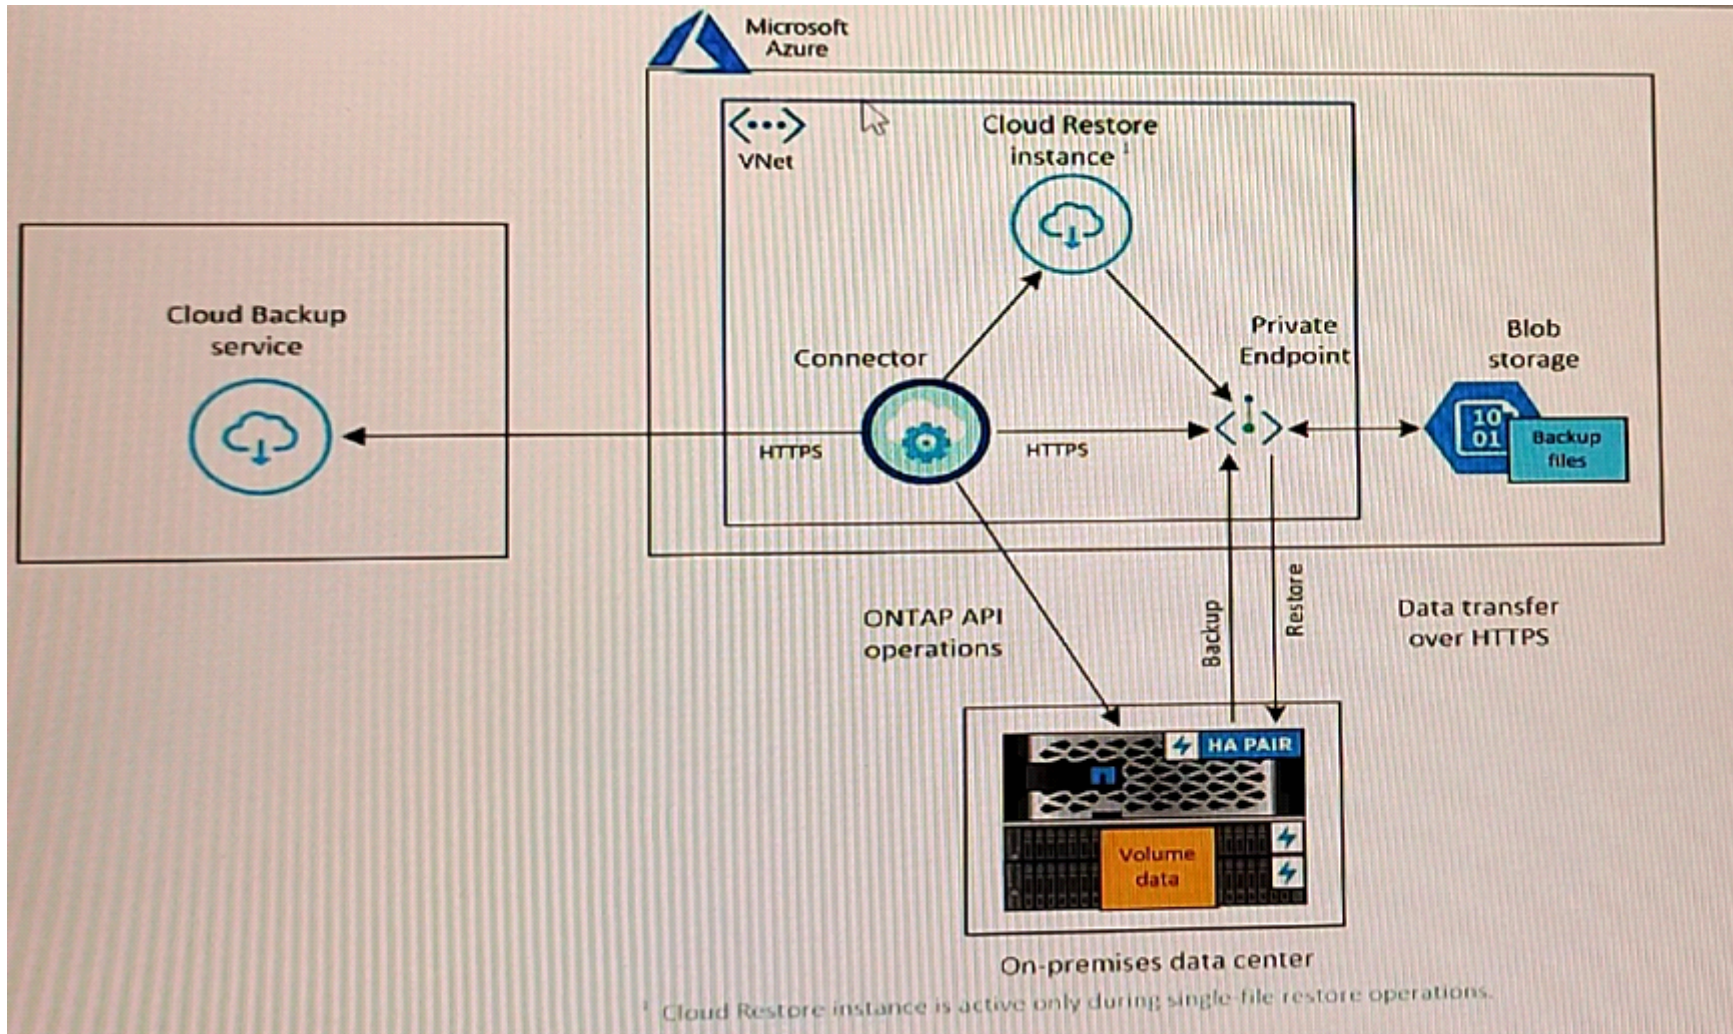 Microsoft
Azure
VNet
Cloud Restore
instance 1
Cloud Backup
service
Connector
Private
Endpoint
Blob
storage
HTTPS
HTTPS
10
01
Backup
files
ONTAP API
operations
Backup
Restore
Data transfer
over HTTPS
HA PAIR
Volume
data
On-premises data center
1 Cloud Restore instance is active only during single-file restore operations.